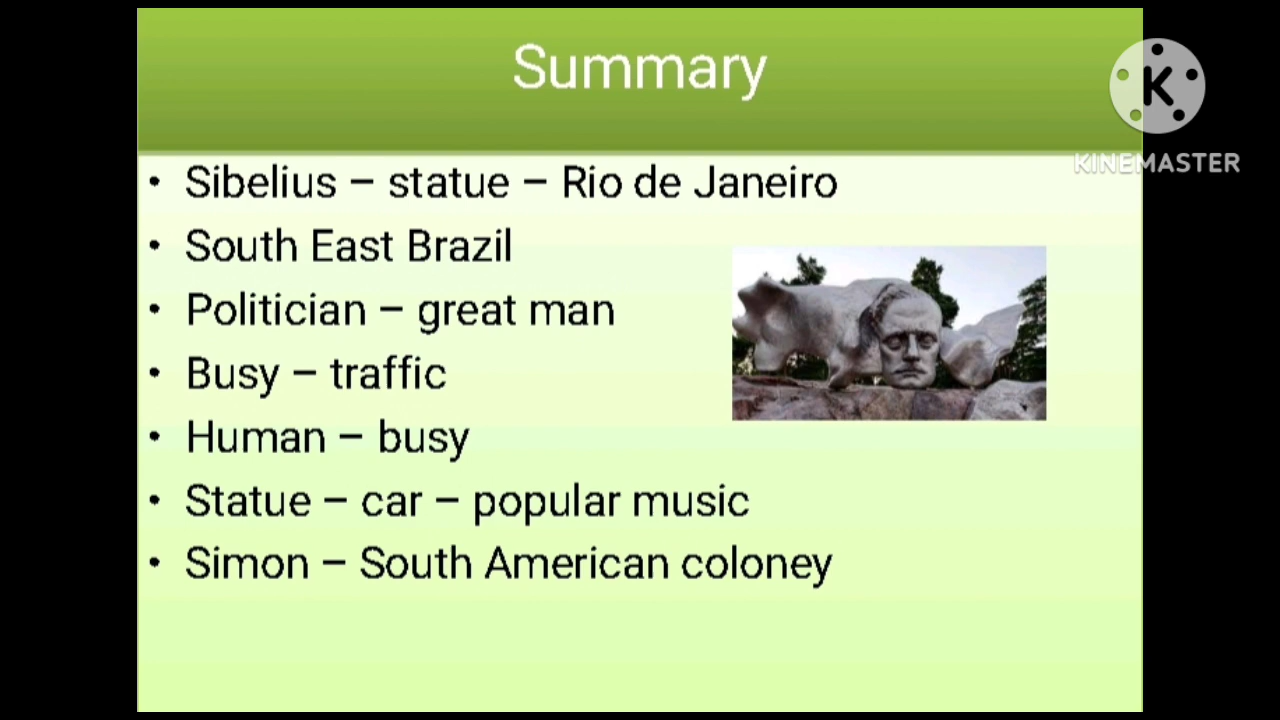 Summary
K
KINEMASTER
• Sibelius – statue – Rio de Janeiro
• South East Brazil
• Politician – great man
• Busy – traffic
• Human – busy
• Statue – car – popular music
• Simon – South American coloney